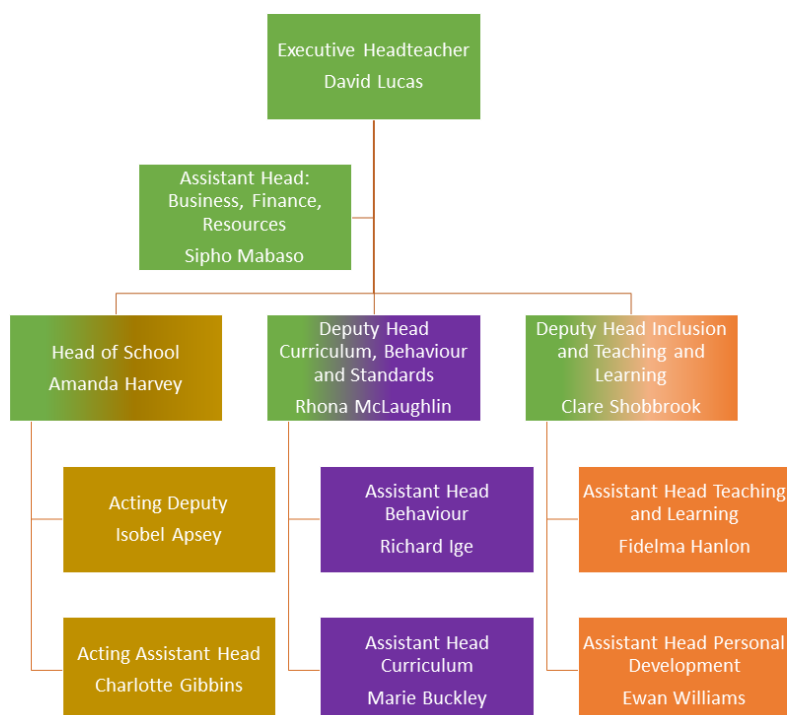 Executive Headteacher
David Lucas
Assistant Head:
Business, Finance,
Resources
Sipho Mabaso
Head of School
Amanda Harvey
Deputy Head
Curriculum, Behaviour
and Standards
Rhona McLaughlin
Deputy Head Inclusion
and Teaching and
Learning
Clare Shobbrook
Acting Deputy
Isobel Apsey
Assistant Head
Behaviour
Richard Ige
Assistant Head Teaching
and Learning
Fidelma Hanlon
Acting Assistant Head
Charlotte Gibbins
Assistant Head
Curriculum
Marie Buckley
Assistant Head Personal
Development
Ewan Williams